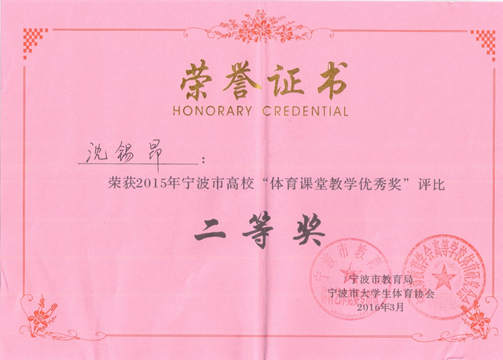 荣誉证书
HONORARY CREDENTIAL
沈锡昂：
荣获2015年宁波市高校“体育课堂教学优秀奖”评比
二等奖
宁波市教育局
宁波市大学生体育协会
2016年3月